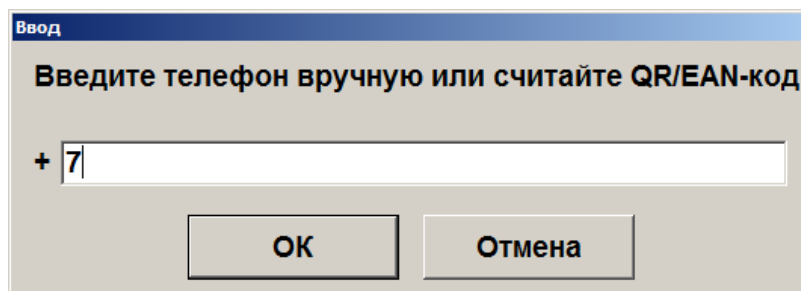 Ввод
Введите телефон вручную или считайте QR/EAN-код
+ 7
ОК
Отмена